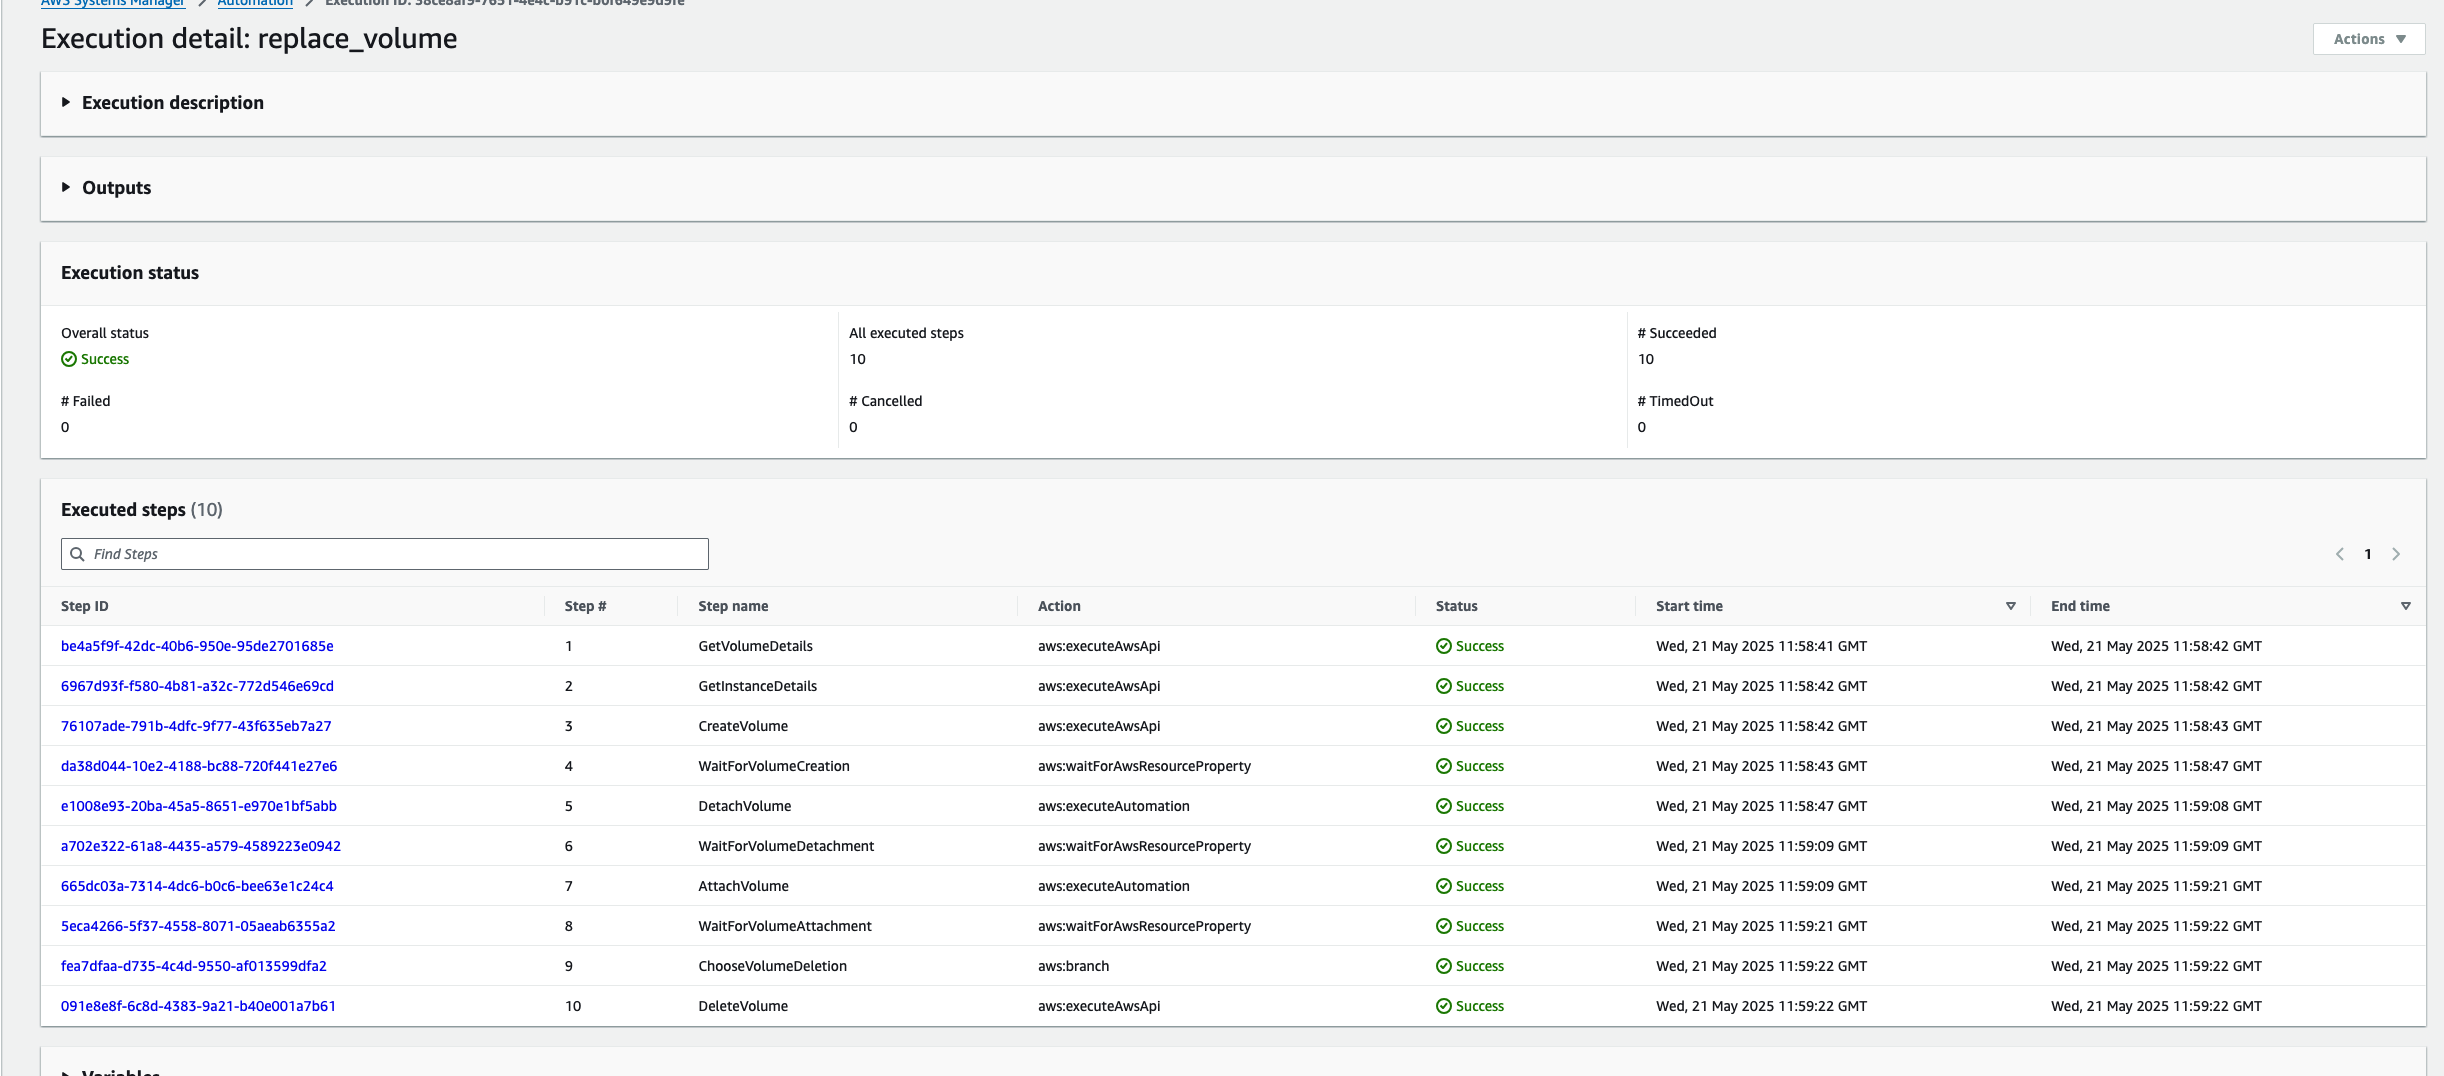 AWS Systems Manager > Automation > Execution ID: 38ce8af9-7651-4e4c-b91c-b0f649e9d9fe
Execution detail: replace_volume
Actions
Execution description
Outputs
Execution status
Overall status
Success
All executed steps
10
# Succeeded
10
# Failed
0
# Cancelled
0
# TimedOut
0
Executed steps (10)
Find Steps
1
Step ID Step # Step name Action Status Start time End time
be4a5f9f-42dc-40b6-950e-95de2701685e 1 GetVolumeDetails aws:executeAwsApi Success Wed, 21 May 2025 11:58:41 GMT Wed, 21 May 2025 11:58:42 GMT
6967d93f-f580-4b81-a32c-772d546e69cd 2 GetInstanceDetails aws:executeAwsApi Success Wed, 21 May 2025 11:58:42 GMT Wed, 21 May 2025 11:58:42 GMT
76107ade-791b-4dfc-9f77-43f635eb7a27 3 CreateVolume aws:executeAwsApi Success Wed, 21 May 2025 11:58:42 GMT Wed, 21 May 2025 11:58:43 GMT
da38d044-10e2-4188-bc88-720f441e27e6 4 WaitForVolumeCreation aws:waitForAwsResourceProperty Success Wed, 21 May 2025 11:58:43 GMT Wed, 21 May 2025 11:58:47 GMT
e1008e93-20ba-45a5-8651-e970e1bf5abb 5 DetachVolume aws:executeAutomation Success Wed, 21 May 2025 11:58:47 GMT Wed, 21 May 2025 11:59:08 GMT
a702e322-61a8-4435-a579-4589223e0942 6 WaitForVolumeDetachment aws:waitForAwsResourceProperty Success Wed, 21 May 2025 11:59:09 GMT Wed, 21 May 2025 11:59:09 GMT
665dc03a-7314-4dc6-b0c6-bee63e1c24c4 7 AttachVolume aws:executeAutomation Success Wed, 21 May 2025 11:59:09 GMT Wed, 21 May 2025 11:59:21 GMT
5eca4266-5f37-4558-8071-05aeab6355a2 8 WaitForVolumeAttachment aws:waitForAwsResourceProperty Success Wed, 21 May 2025 11:59:21 GMT Wed, 21 May 2025 11:59:22 GMT
fea7dfaa-d735-4c4d-9550-af013599dfa2 9 ChooseVolumeDeletion aws:branch Success Wed, 21 May 2025 11:59:22 GMT Wed, 21 May 2025 11:59:22 GMT
091e8e8f-6c8d-4383-9a21-b40e001a7b61 10 DeleteVolume aws:executeAwsApi Success Wed, 21 May 2025 11:59:22 GMT Wed, 21 May 2025 11:59:22 GMT
Variables